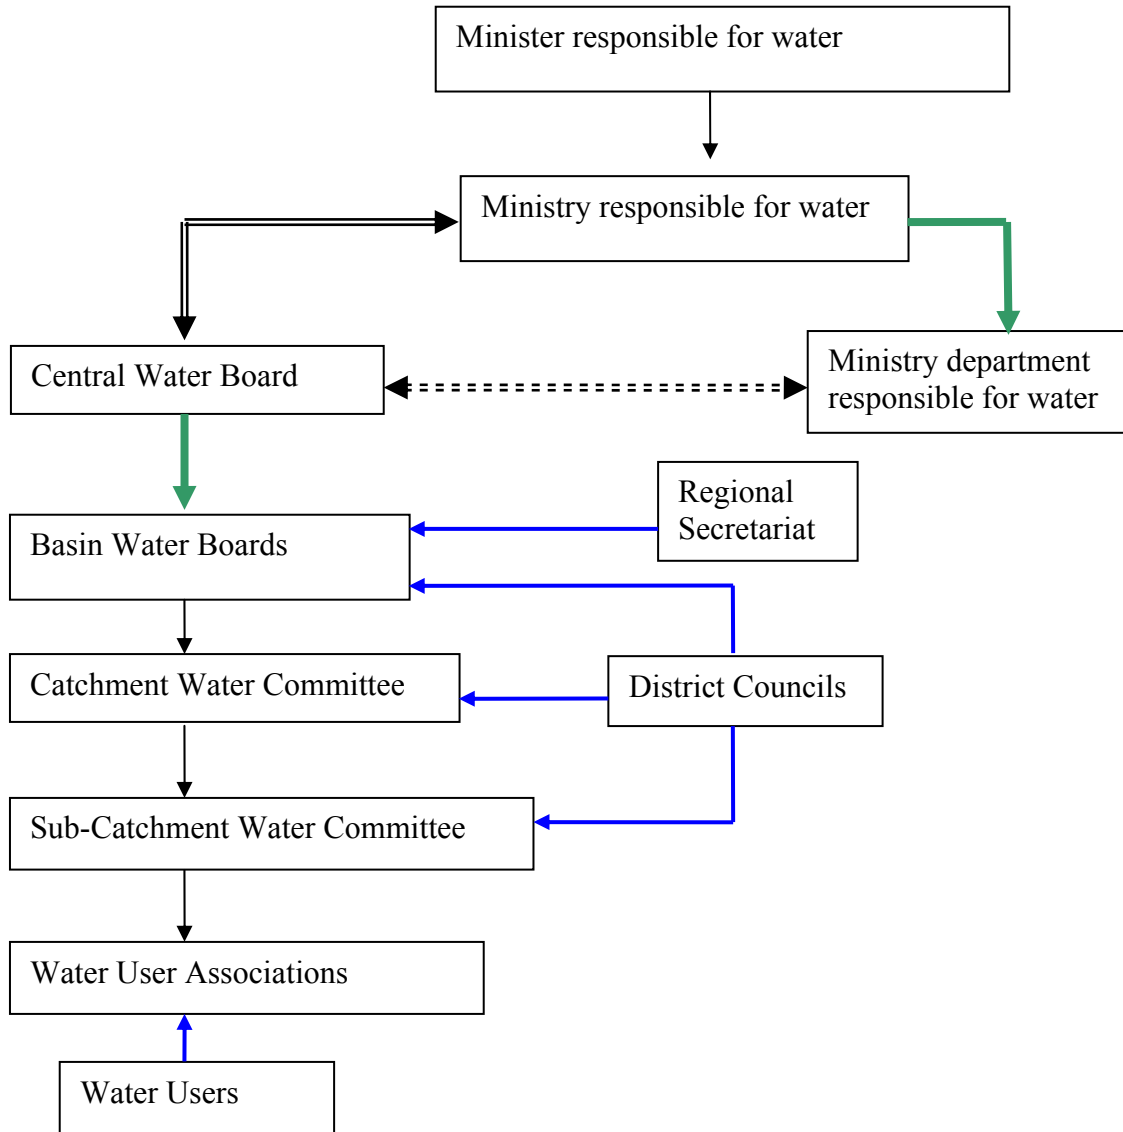 Minister responsible for water
Ministry responsible for water
Central Water Board
Ministry department
responsible for water
Regional
Secretariat
Basin Water Boards
Catchment Water Committee
District Councils
Sub-Catchment Water Committee
Water User Associations
Water Users